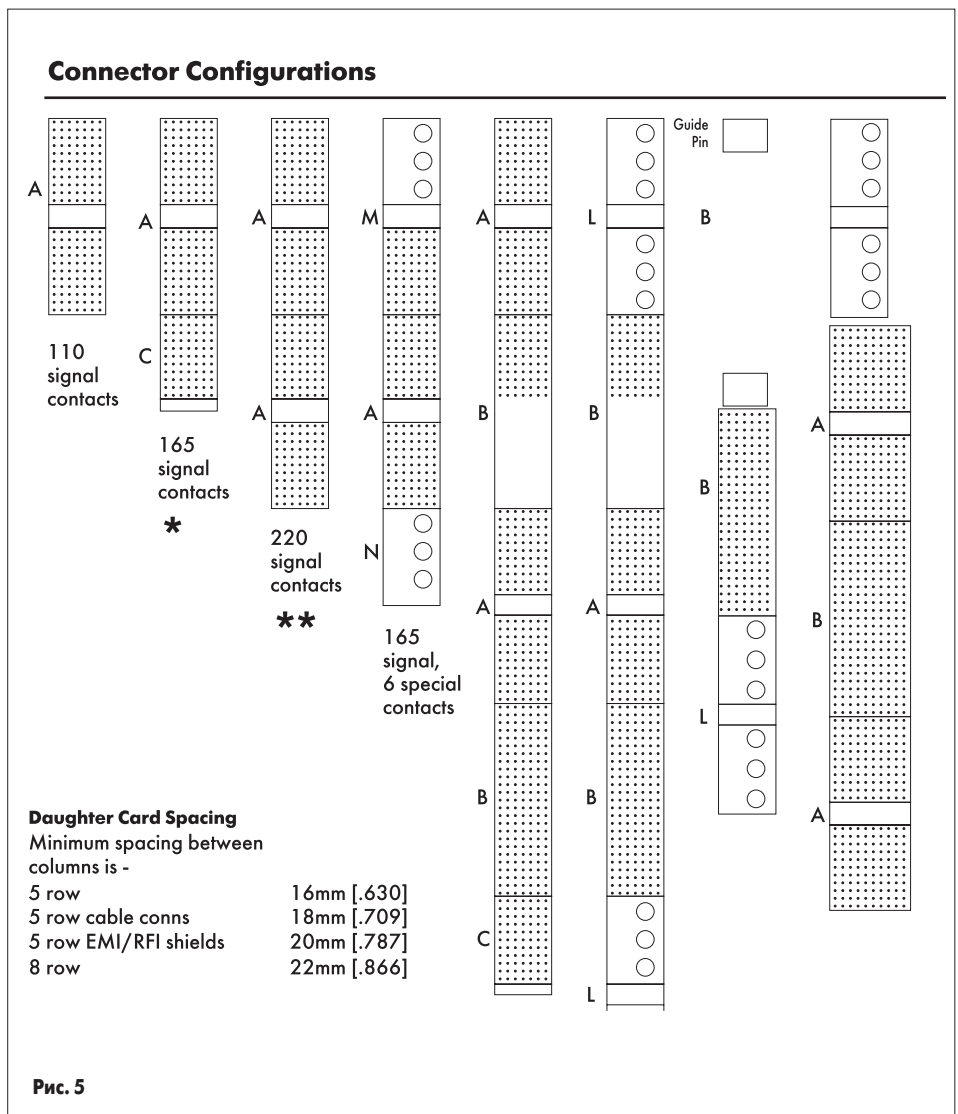 Connector Configurations
Guide
Pin
A
A
A
M
A
L
B
C
A
A
B
B
A
B
N
A
A
B
L
B
B
A
C
L
110
signal
contacts
165
signal
contacts
*
220
signal
contacts
**
165
signal,
6 special
contacts
Daughter Card Spacing
Minimum spacing between
columns is -
5 row 16mm [.630]
5 row cable conns 18mm [.709]
5 row EMI/RFI shields 20mm [.787]
8 row 22mm [.866]
Рис. 5